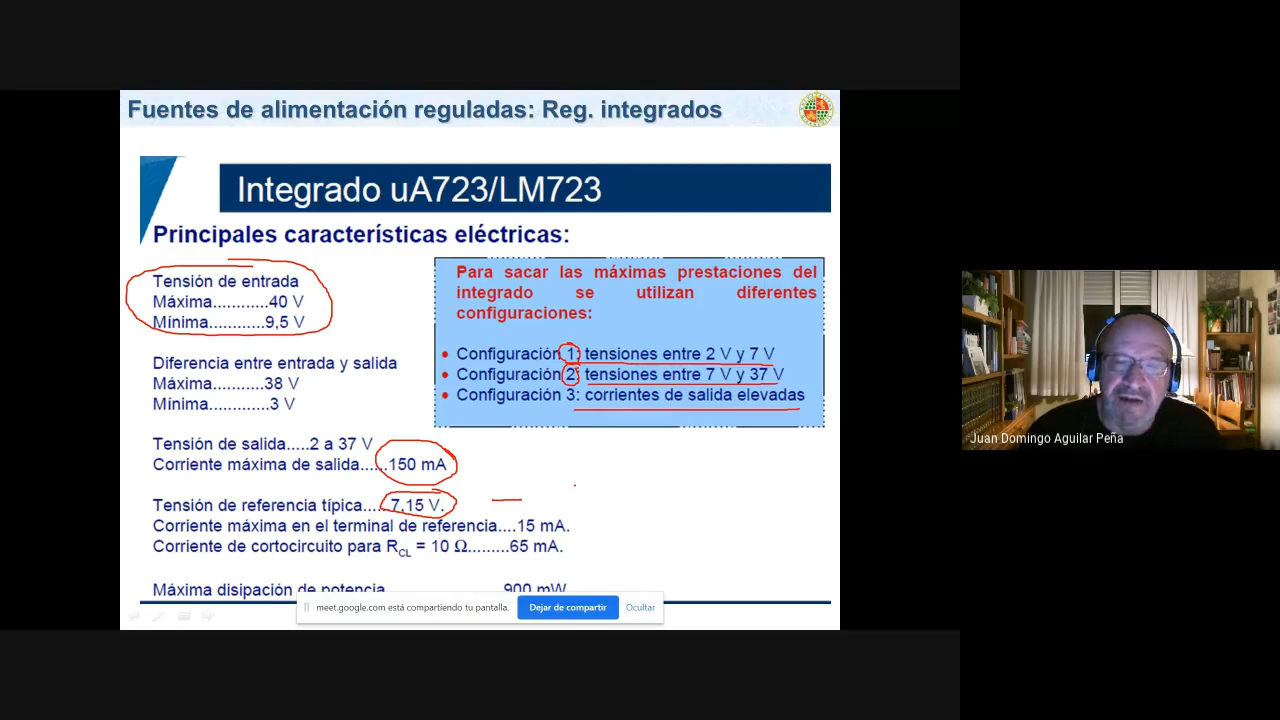 Fuentes de alimentación reguladas: Reg. integrados
Integrado uA723/LM723
Principales características eléctricas:
Tensión de entrada
Máxima............40 V
Mínima............9,5 V
Diferencia entre entrada y salida
Máxima............38 V
Mínima.............3 V
Tensión de salida.....2 a 37 V
Corriente máxima de salida......150 mA
Tensión de referencia típica.....7,15 V.
Corriente máxima en el terminal de referencia....15 mA.
Corriente de cortocircuito para RCL = 10 Ω.........65 mA.
Máxima disipación de potencia 900 mW
Para sacar las máximas prestaciones del
integrado se utilizan diferentes
configuraciones:
• Configuración 1: tensiones entre 2 V y 7 V
• Configuración 2: tensiones entre 7 V y 37 V
• Configuración 3: corrientes de salida elevadas
meet.google.com está compartiendo tu pantalla.
Dejar de compartir
Ocultar
Juan Domingo Aguilar Peña